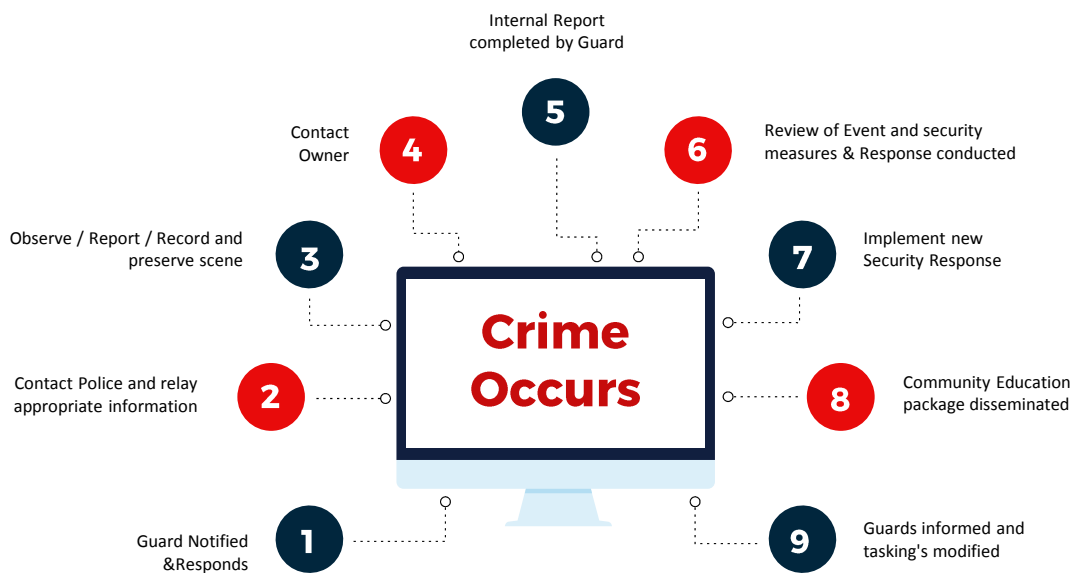 Internal Report
completed by Guard
5
Contact
Owner
4
6
Review of Event and security
measures & Response conducted
Observe / Report / Record and
preserve scene
3
7
Implement new
Security Response
Crime
Occurs
Contact Police and relay
appropriate information
2
8
Community Education
package disseminated
Guard Notified
&Responds
1
9
Guards informed and
tasking's modified